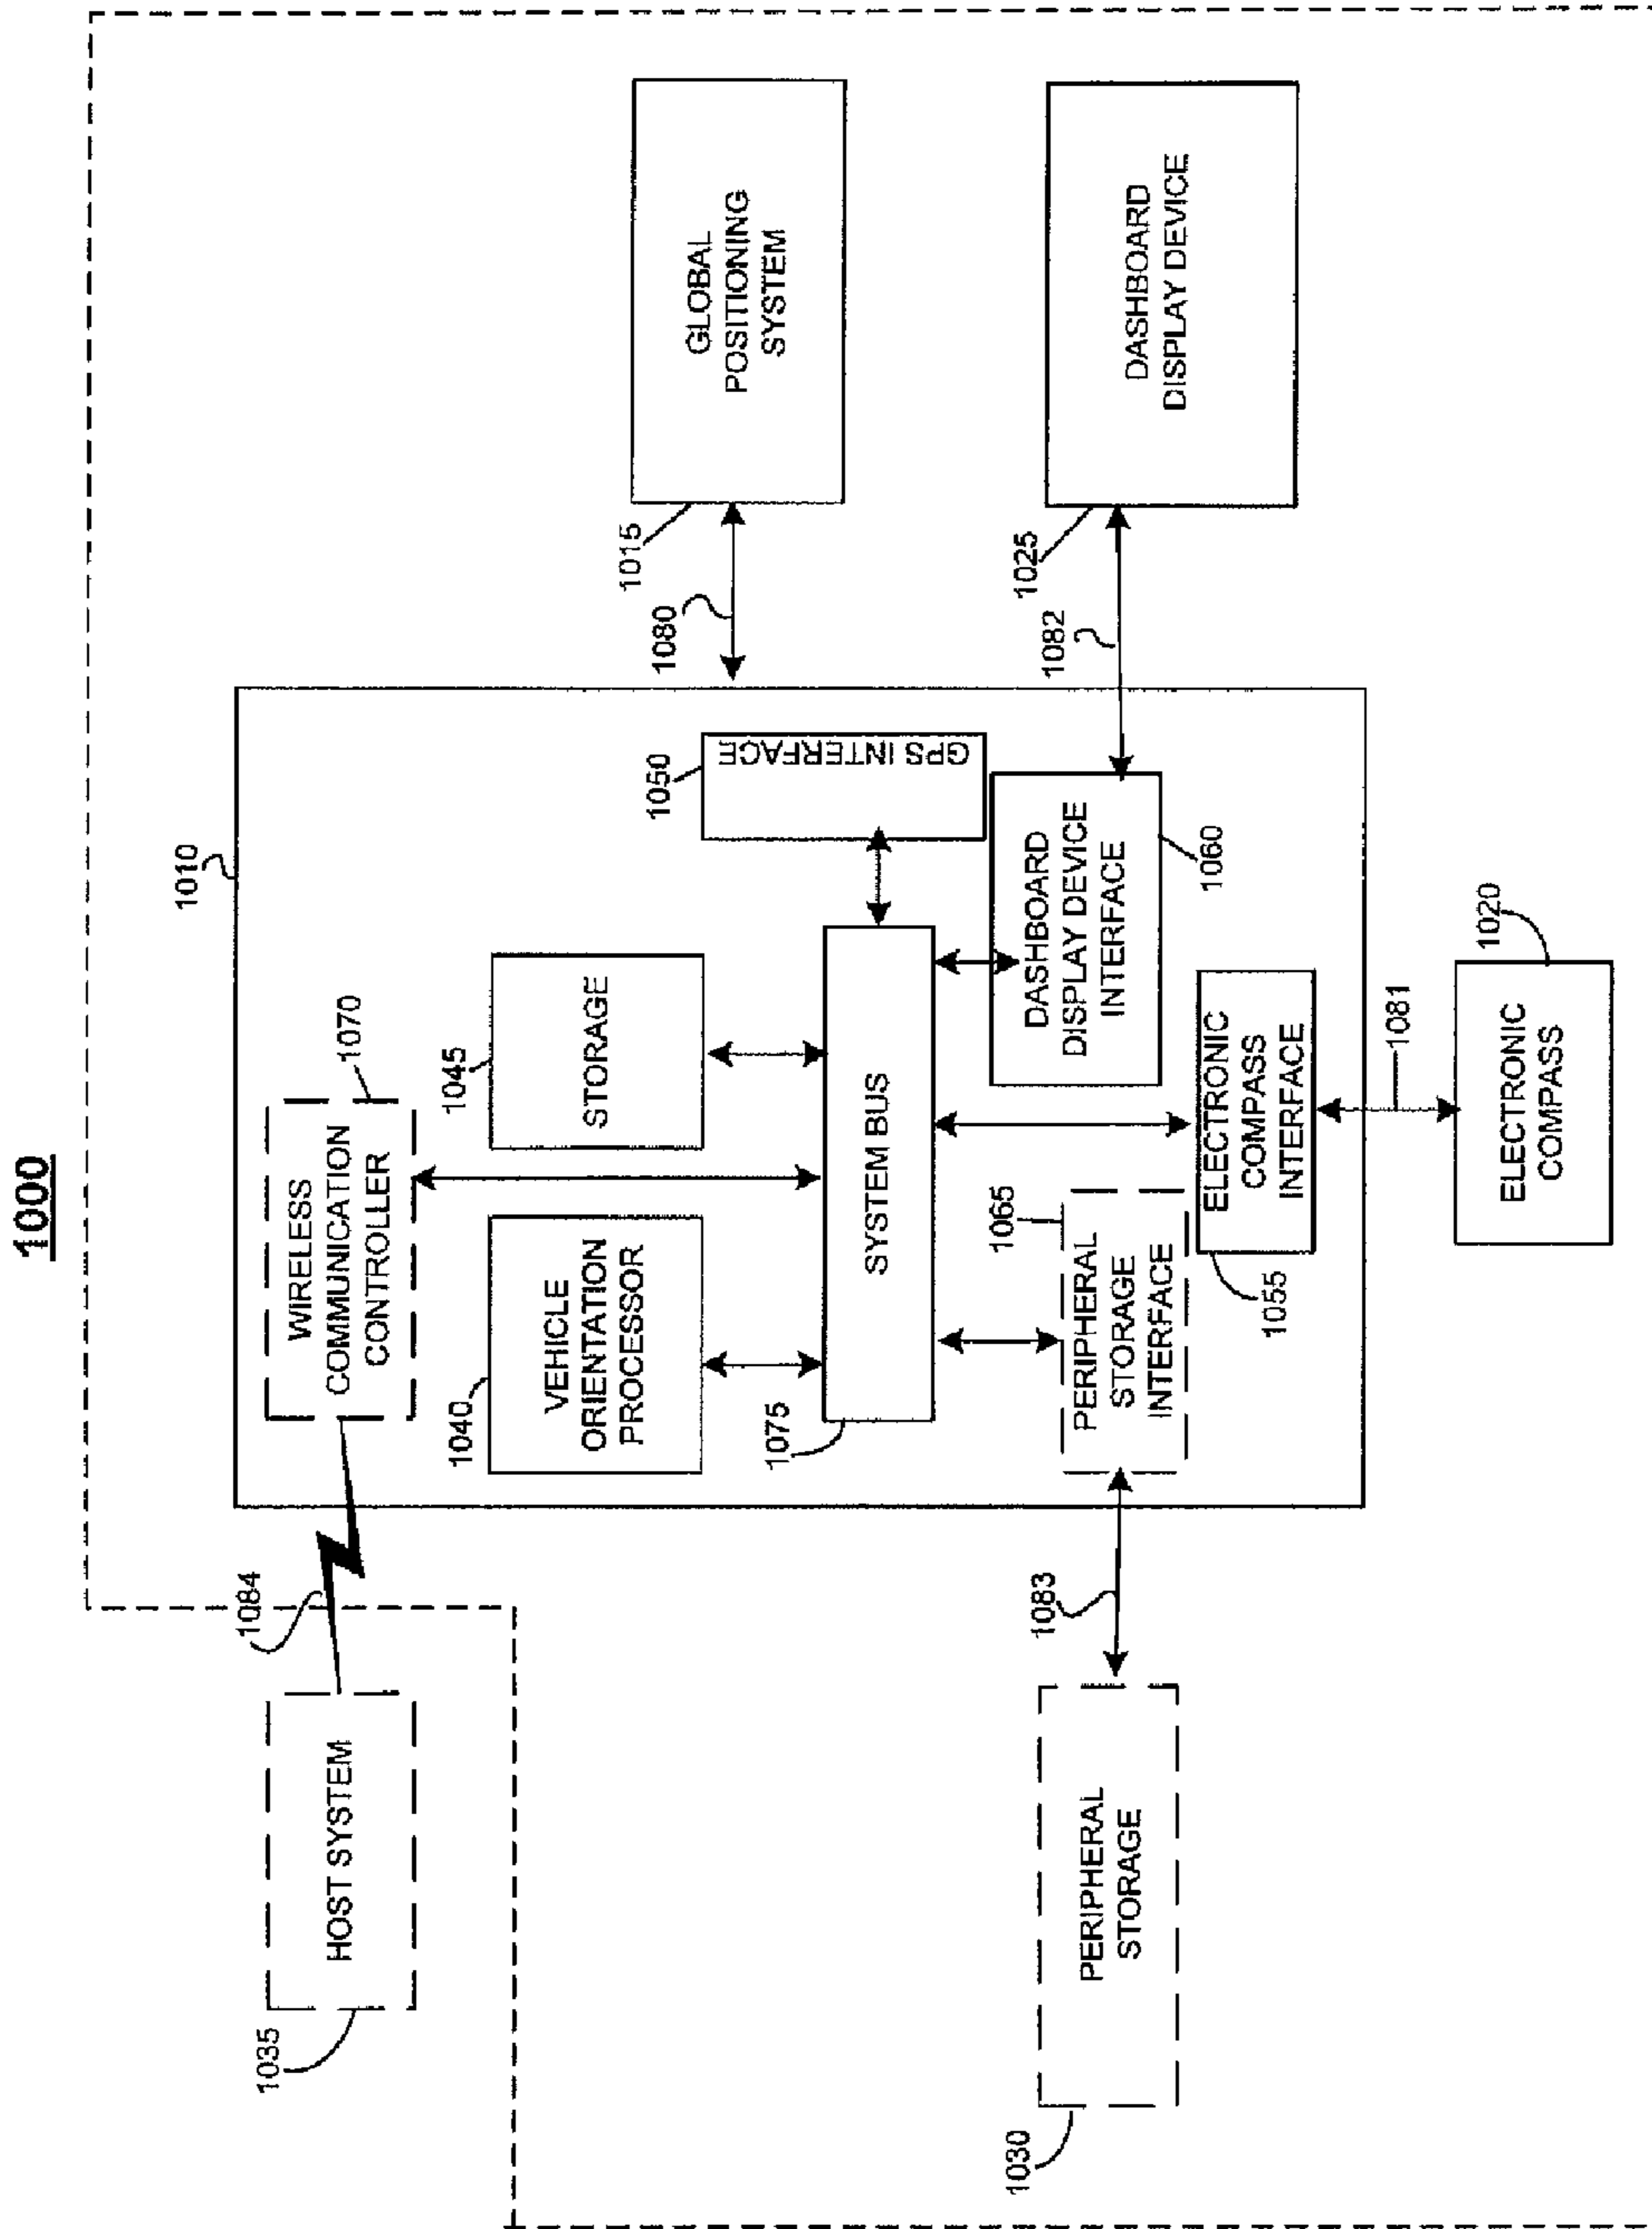 1000
1035
HOST SYSTEM
1084
1010
WIRELESS
COMMUNICATION
CONTROLLER
1070
1040
VEHICLE
ORIENTATION
PROCESSOR
1045
STORAGE
1075
SYSTEM BUS
1050
GPS INTERFACE
1080
1015
GLOBAL
POSITIONING
SYSTEM
1030
PERIPHERAL
STORAGE
1083
PERIPHERAL
STORAGE
INTERFACE
1065
DASHBOARD
DISPLAY DEVICE
INTERFACE
1060
1082
1025
DASHBOARD
DISPLAY DEVICE
1055
ELECTRONIC
COMPASS
INTERFACE
1081
ELECTRONIC
COMPASS
1020